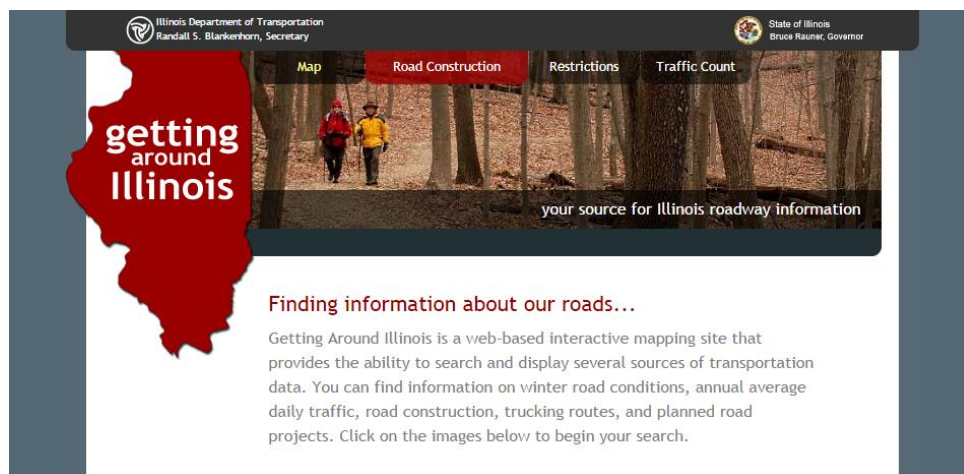 Illinois Department of Transportation
Randall S. Blankenhorn, Secretary
State of Illinois
Bruce Rauner, Governor
Map
Road Construction
Restrictions
Traffic Count
getting
around
Illinois
your source for Illinois roadway information
Finding information about our roads...
Getting Around Illinois is a web-based interactive mapping site that
provides the ability to search and display several sources of transportation
data. You can find information on winter road conditions, annual average
daily traffic, road construction, trucking routes, and planned road
projects. Click on the images below to begin your search.